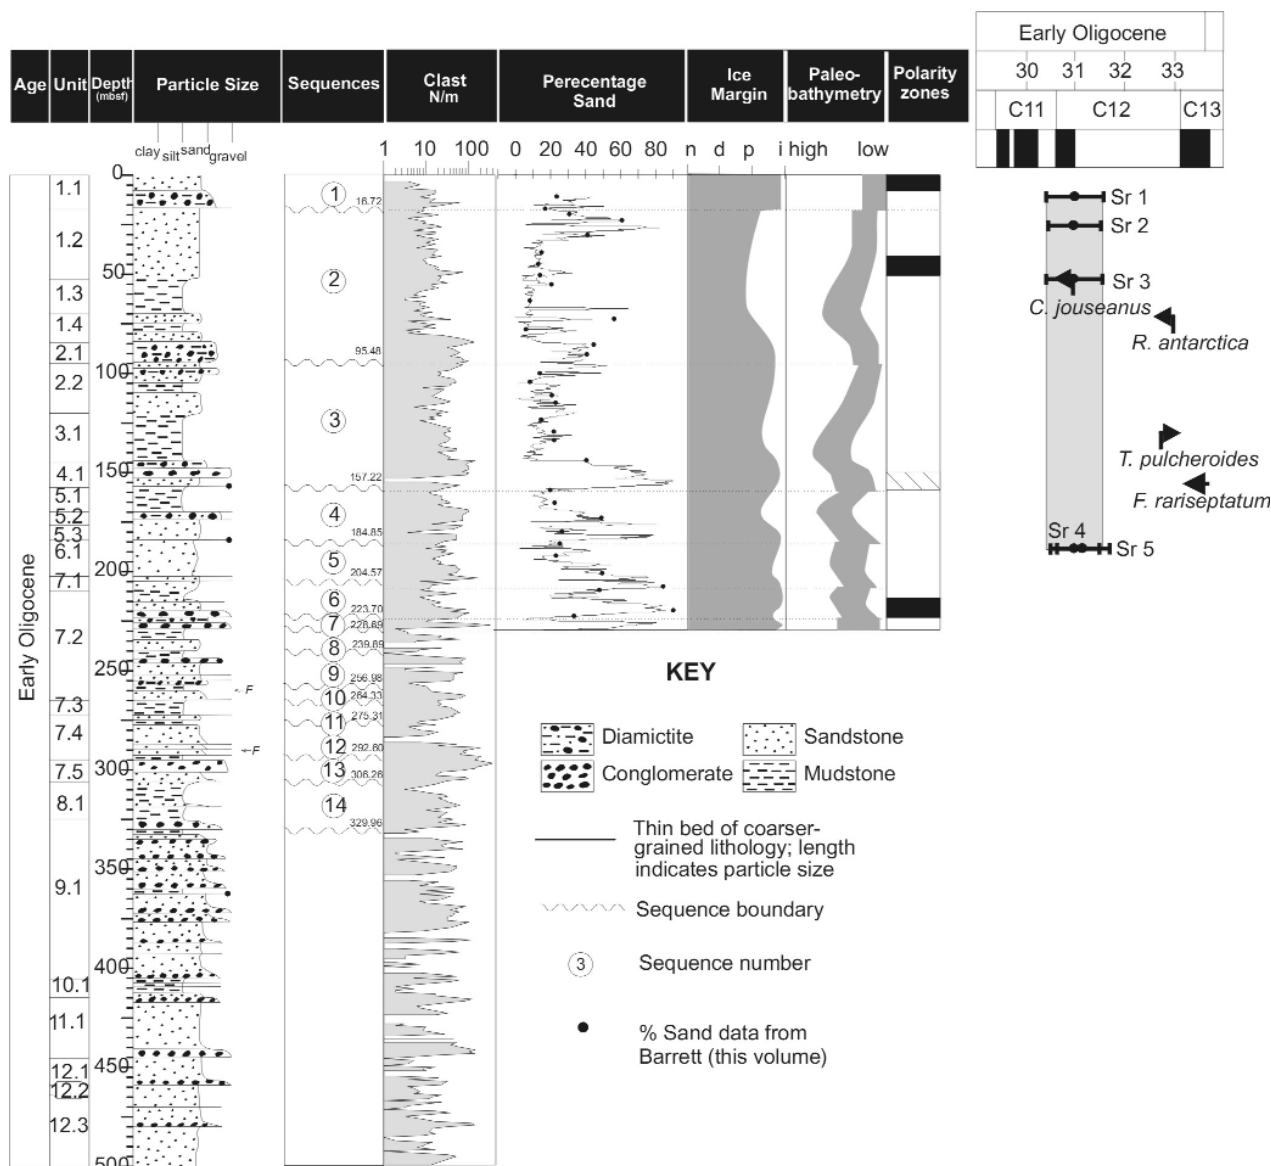 Early Oligocene
30 31 32 33
C11 C12 C13
Age Unit Depth (mbsf) Particle Size Sequences Clast N/m Perecentage Sand Ice Margin Paleo-bathymetry Polarity zones
clay silt sand gravel
1 10 100 0 20 40 60 80 n d p i high low
Early Oligocene
0
50
100
150
200
250
300
350
400
450
500
1.1
1.2
1.3
1.4
2.1
2.2
3.1
4.1
5.1
5.2
5.3
6.1
7.1
7.2
7.3
7.4
7.5
8.1
9.1
10.1
11.1
12.1
12.2
12.3
F
F
1
16.72
2
95.48
3
157.22
4
184.85
5
204.57
6
223.70
7
8
239.89
9
256.98
10
264.33
11
275.31
12
292.60
13
306.26
14
329.96
Sr 1
Sr 2
Sr 3
C. jouseanus
R. antarctica
T. pulcheroides
F. rariseptatum
Sr 4
Sr 5
KEY
Diamictite
Sandstone
Conglomerate
Mudstone
Thin bed of coarser-
grained lithology; length
indicates particle size
Sequence boundary
3
Sequence number
% Sand data from
Barrett (this volume)